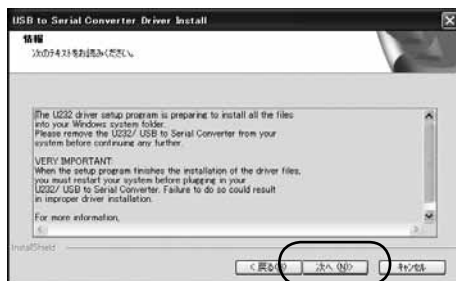 USB to Serial Converter Driver Install
情報
次のテキストをお読みください。
The U232 driver setup program is preparing to install all the files
into your Windows system folder.
Please remove the U232/ USB to Serial Converter from your
system before continuing any further.
VERY IMPORTANT:
When the setup program finishes the installation of the driver files,
you must restart your system before plugging in your
U232/ USB to Serial Converter. Failure to do so could result
in improper driver installation.
For more information,
InstallShield
< 戻る(B)
次へ (N)>
キャンセル